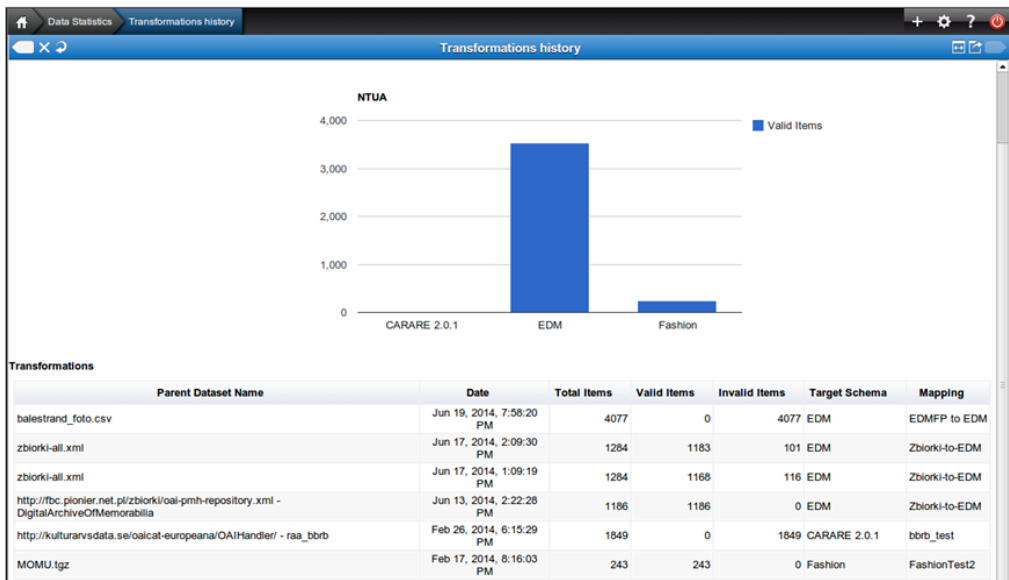 Data Statistics Transformations history
Transformations history
NTUA
4,000
Valid Items
3,000
2,000
1,000
0
CARARE 2.0.1 EDM Fashion
Transformations
Parent Dataset Name Date Total Items Valid Items Invalid Items Target Schema Mapping
balestrand_foto.csv Jun 19, 2014, 7:58:20 PM 4077 0 4077 EDM EDMFP to EDM
zbiorki-all.xml Jun 17, 2014, 2:09:30 PM 1284 1183 101 EDM Zbiorki-to-EDM
zbiorki-all.xml Jun 17, 2014, 1:09:19 PM 1284 1168 116 EDM Zbiorki-to-EDM
http://fbc.pionier.net.pl/zbiorki/oai-pmh-repository.xml - DigitalArchiveOfMemorabilia Jun 13, 2014, 2:22:28 PM 1186 1186 0 EDM Zbiorki-to-EDM
http://kulturarvsdata.se/oaicat-europeana/OAIHandler/ - raa_bbrb Feb 26, 2014, 6:15:29 PM 1849 0 1849 CARARE 2.0.1 bbrb_test
MOMU.tgz Feb 17, 2014, 8:16:03 PM 243 243 0 Fashion FashionTest2